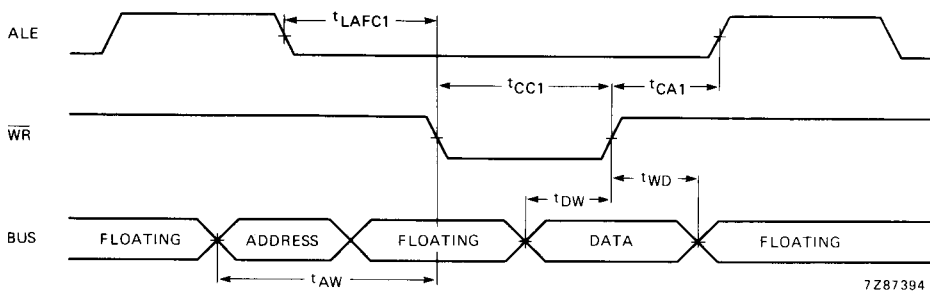 ALE
tLAFC1
tCC1
tCA1
WR
tWD
tDW
BUS
FLOATING
ADDRESS
FLOATING
DATA
FLOATING
tAW
7Z87394